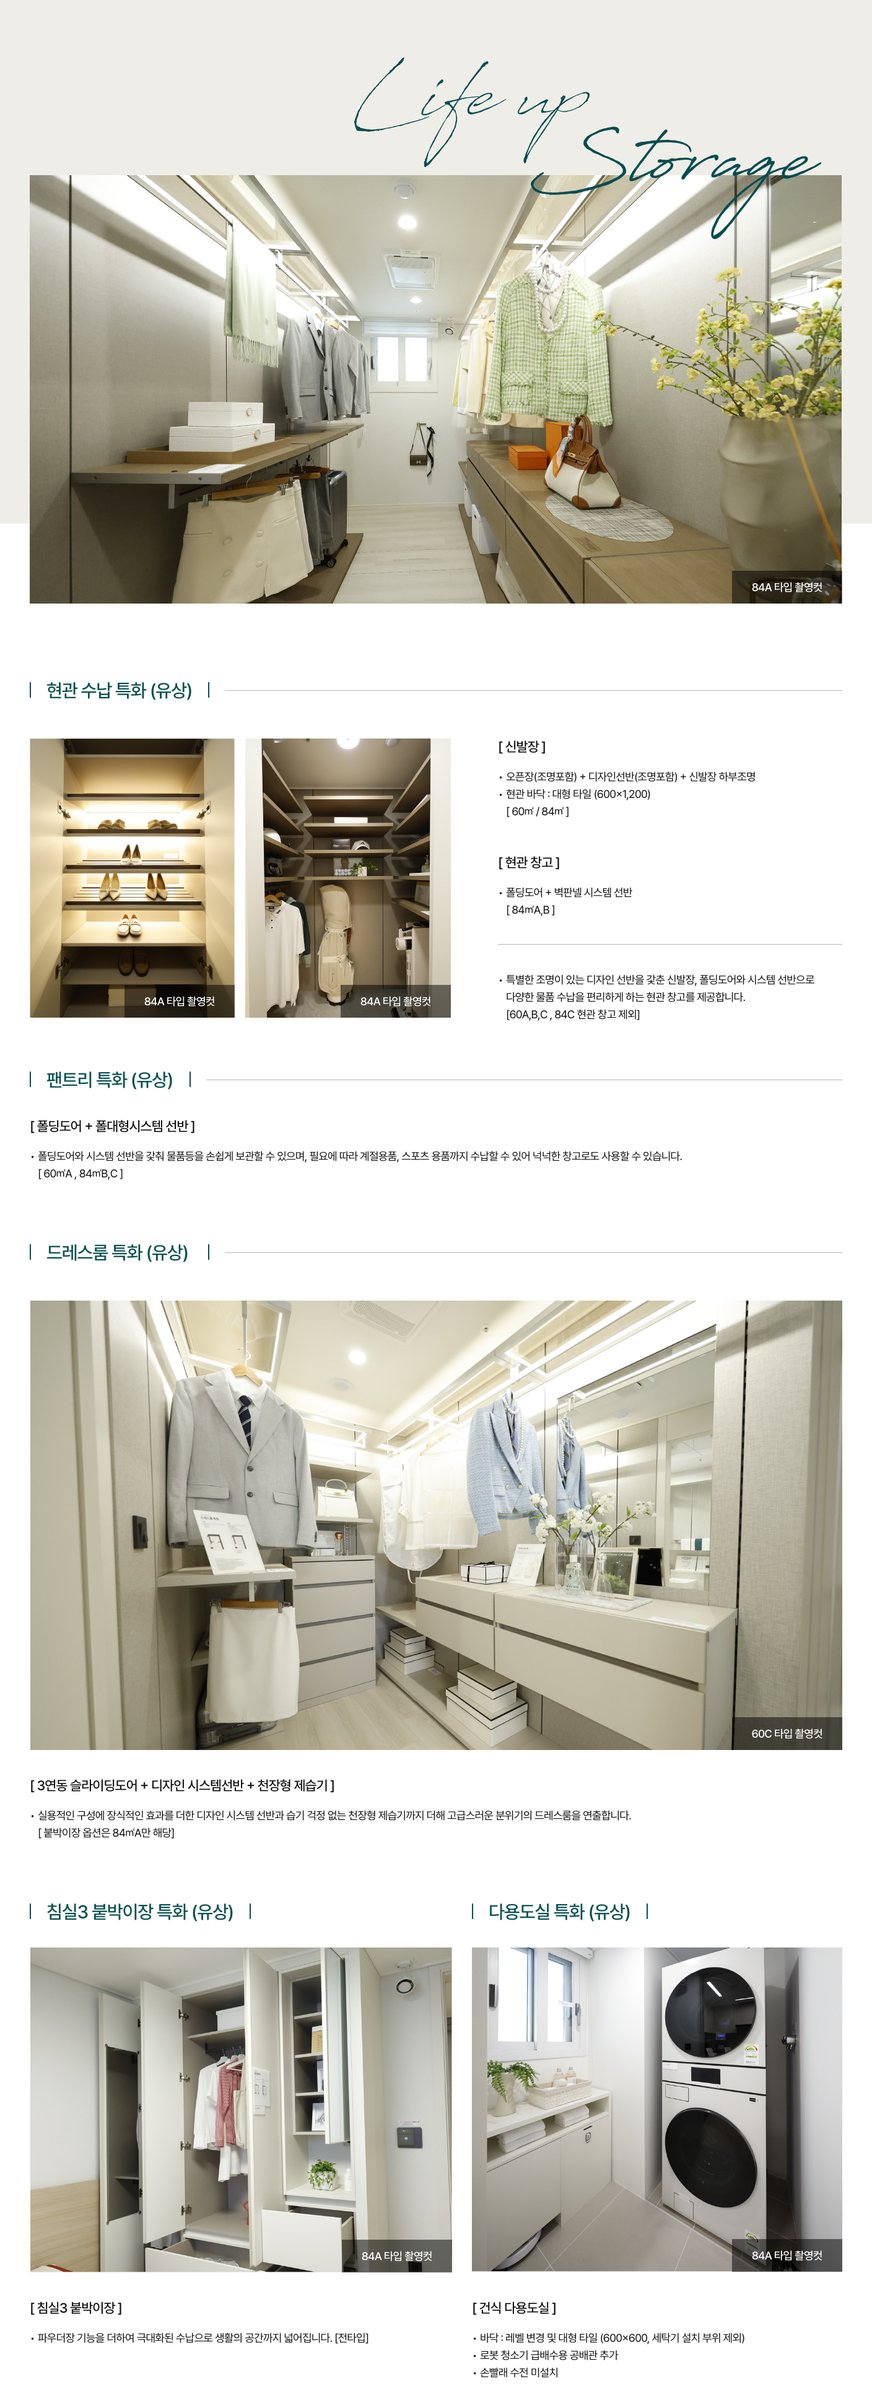 Life up
Storage
84A 타입 촬영컷
현관 수납 특화 (유상)
84A 타입 촬영컷
84A 타입 촬영컷
[ 신발장 ]
• 오픈장(조명포함) + 디자인선반(조명포함) + 신발장 하부조명
• 현관 바닥 : 대형 타일 (600×1,200)
[ 60㎡ / 84㎡ ]
[ 현관 창고 ]
• 폴딩도어 + 벽판넬 시스템 선반
[ 84㎡A,B ]
• 특별한 조명이 있는 디자인 선반을 갖춘 신발장, 폴딩도어와 시스템 선반으로
다양한 물품 수납을 편리하게 하는 현관 창고를 제공합니다.
[60A,B,C , 84C 현관 창고 제외]
팬트리 특화 (유상)
[ 폴딩도어 + 폴대형시스템 선반 ]
• 폴딩도어와 시스템 선반을 갖춰 물품등을 손쉽게 보관할 수 있으며, 필요에 따라 계절용품, 스포츠 용품까지 수납할 수 있어 넉넉한 창고로도 사용할 수 있습니다.
[ 60㎡A , 84㎡B,C ]
드레스룸 특화 (유상)
60C 타입 촬영컷
[ 3연동 슬라이딩도어 + 디자인 시스템선반 + 천장형 제습기 ]
• 실용적인 구성에 장식적인 효과를 더한 디자인 시스템 선반과 습기 걱정 없는 천장형 제습기까지 더해 고급스러운 분위기의 드레스룸을 연출합니다.
[ 붙박이장 옵션은 84㎡A만 해당]
침실3 붙박이장 특화 (유상)
84A 타입 촬영컷
[ 침실3 붙박이장 ]
• 파우더장 기능을 더하여 극대화된 수납으로 생활의 공간까지 넓어집니다. [전타입]
다용도실 특화 (유상)
84A 타입 촬영컷
[ 건식 다용도실 ]
• 바닥 : 레벨 변경 및 대형 타일 (600×600, 세탁기 설치 부위 제외)
• 로봇 청소기 급배수용 공배관 추가
• 손빨래 수전 미설치